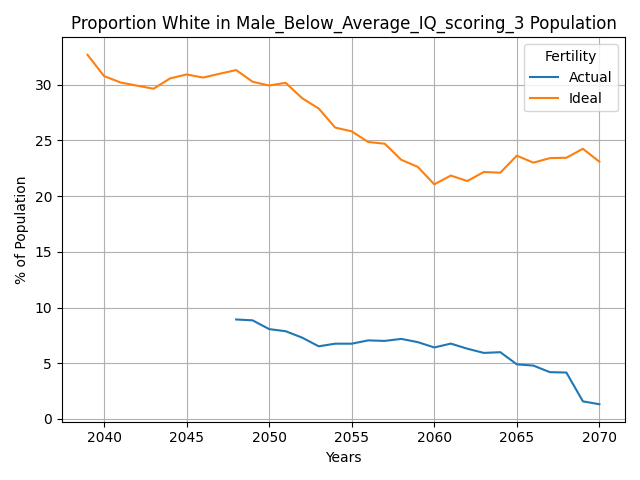 Proportion White in Male_Below_Average_IQ_scoring_3 Population
Fertility
Actual
Ideal
% of Population
30
25
20
15
10
5
0
2040 2045 2050 2055 2060 2065 2070
Years